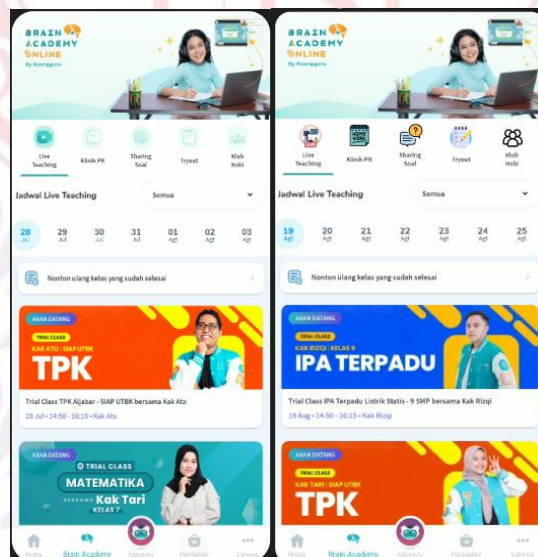 BRAIN
ACADEMY
ONLINE
By Ruangguru
Live Teaching
Klinik PR
Sharing Soal
Tryout
Klub Hobi
Jadwal Live Teaching
Semua
28 Jul
29 Jul
30 Jul
31 Jul
01 Agt
02 Agt
03 Agt
Nonton ulang kelas yang sudah selesai
AKAN DATANG
TRIAL CLASS
KAK ATO | SIAP UTBK
TPK
Trial Class TPK Aljabar - SIAP UTBK bersama Kak Ato
28 Jul • 14:50 - 16:10 • Kak Ato
AKAN DATANG
TRIAL CLASS
MATEMATIKA
BERSAMA Kak Tari
KELAS 7
Home
Brain Academy
roboguru
Pembelian
Lainnya
BRAIN
ACADEMY
ONLINE
By Ruangguru
Live Teaching
HOME WORK
Klinik PR
Sharing Soal
Tryout
Klub Hobi
Jadwal Live Teaching
Semua
19 Agt
20 Agt
21 Agt
22 Agt
23 Agt
24 Agt
25 Agt
Nonton ulang kelas yang sudah selesai
AKAN DATANG
TRIAL CLASS
KAK RIZQI | KELAS 9
IPA TERPADU
Trial Class IPA Terpadu Listrik Statis - 9 SMP bersama Kak Rizqi
19 Aug • 14:50 - 16:15 • Kak Rizqi
AKAN DATANG
TRIAL CLASS
KAK TARI | SIAP UTBK
TPK
Home
Brain Academy
roboguru
Pembelian
Lainnya